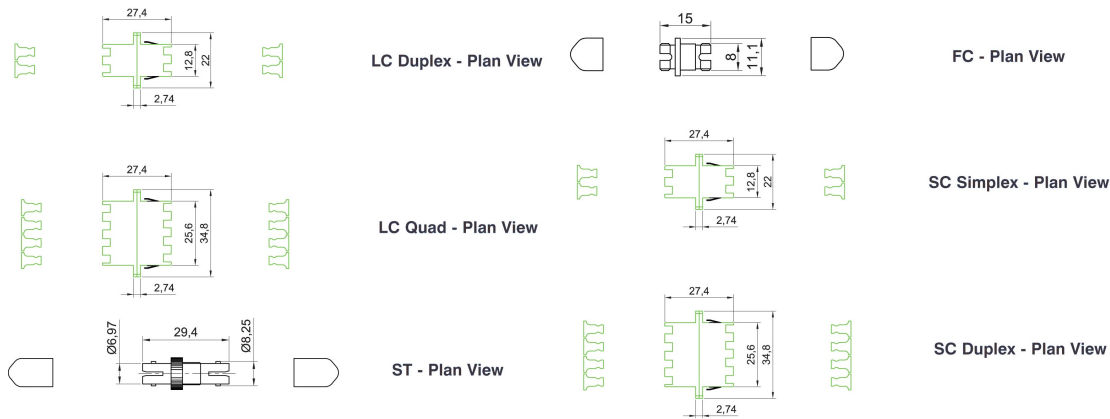 27,4
12,8
22
2,74
LC Duplex - Plan View
15
8
11,1
FC - Plan View
27,4
25,6
34,8
2,74
LC Quad - Plan View
27,4
12,8
22
2,74
SC Simplex - Plan View
Ø6,97
29,4
Ø8,25
ST - Plan View
27,4
25,6
34,8
2,74
SC Duplex - Plan View